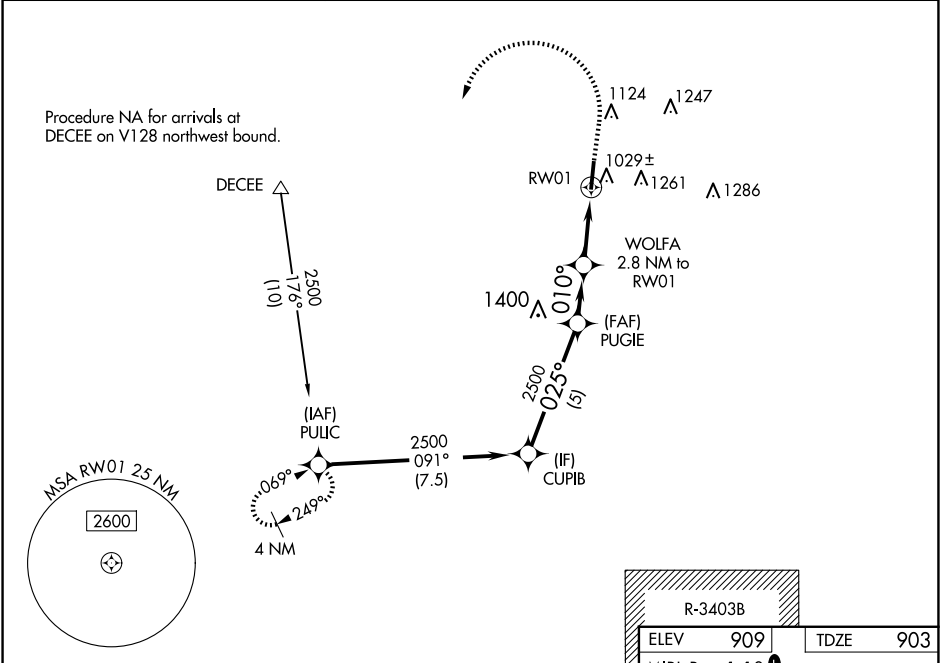 Procedure NA for arrivals at
DECEE on V128 northwest bound.
1124
1247
DECEE
RW01
1029±
1261
1286
WOLFA
2.8 NM to
RW01
2500
176°
(10)
1400
010°
(FAF)
PUGIE
2500
025°
(5)
(IAF)
PULIC
2500
091°
(7.5)
(IF)
CUPIB
069°
249°
4 NM
MSA RW01 25 NM
2600
R-3403B
ELEV 909
TDZE 903